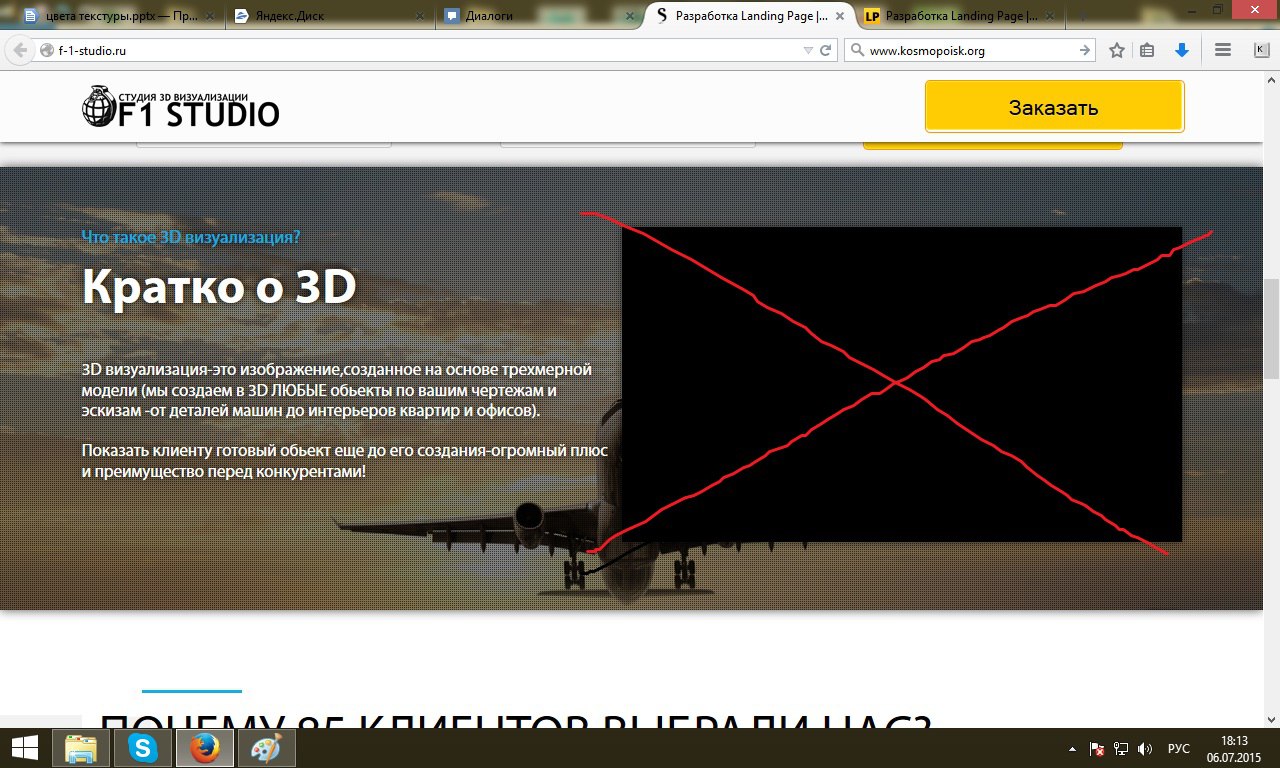 цвета текстуры.pptx — Пр...
Яндекс.Диск
Диалоги
Разработка Landing Page |...
LP Разработка Landing Page |...
f-1-studio.ru
www.kosmopoisk.org
K
СТУДИЯ 3D ВИЗУАЛИЗАЦИИ
F1 STUDIO
Заказать
Что такое 3D визуализация?
Кратко о 3D
3D визуализация-это изображение,созданное на основе трехмерной
модели (мы создаем в 3D ЛЮБЫЕ обьекты по вашим чертежам и
эскизам -от деталей машин до интерьеров квартир и офисов).
Показать клиенту готовый обьект еще до его создания-огромный плюс
и преимущество перед конкурентами!
ПОЧЕМУ 85 КЛИЕНТОВ ВЫБРАЛИ НАС?
РУС
18:13
06.07.2015